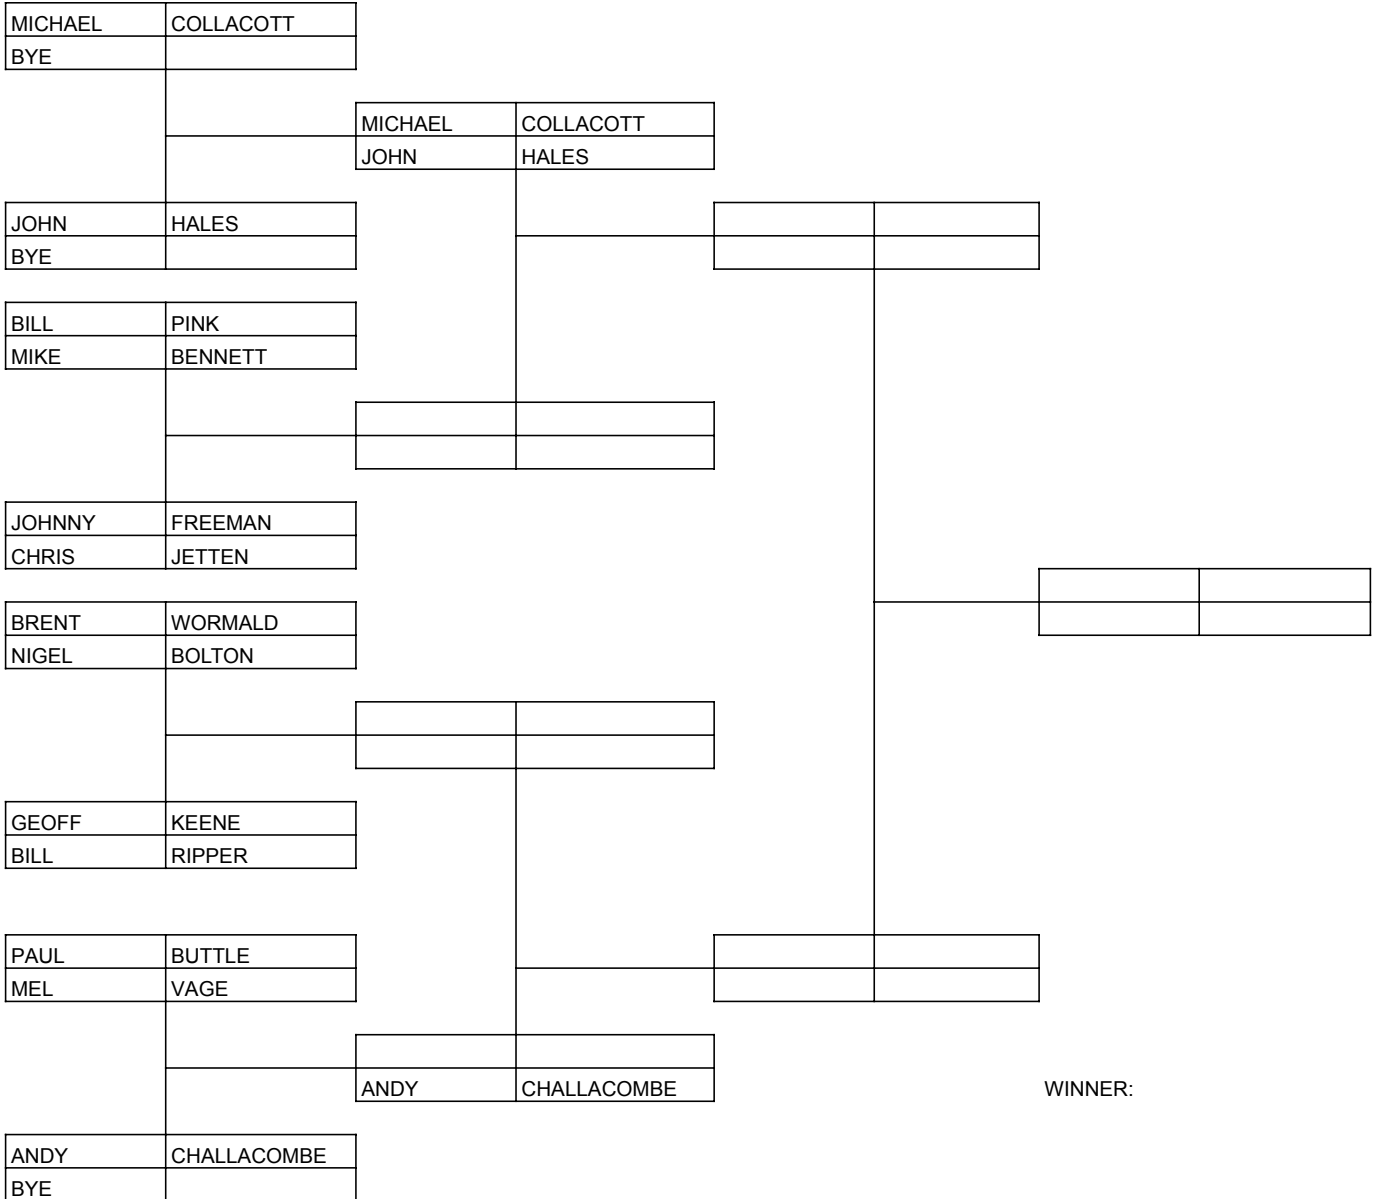 MICHAEL COLLACOTT
BYE
MICHAEL COLLACOTT
JOHN HALES
JOHN HALES
BYE
BILL PINK
MIKE BENNETT
JOHNNY FREEMAN
CHRIS JETTEN
BRENT WORMALD
NIGEL BOLTON
GEOFF KEENE
BILL RIPPER
PAUL BUTTLE
MEL VAGE
ANDY CHALLACOMBE
WINNER:
ANDY CHALLACOMBE
BYE